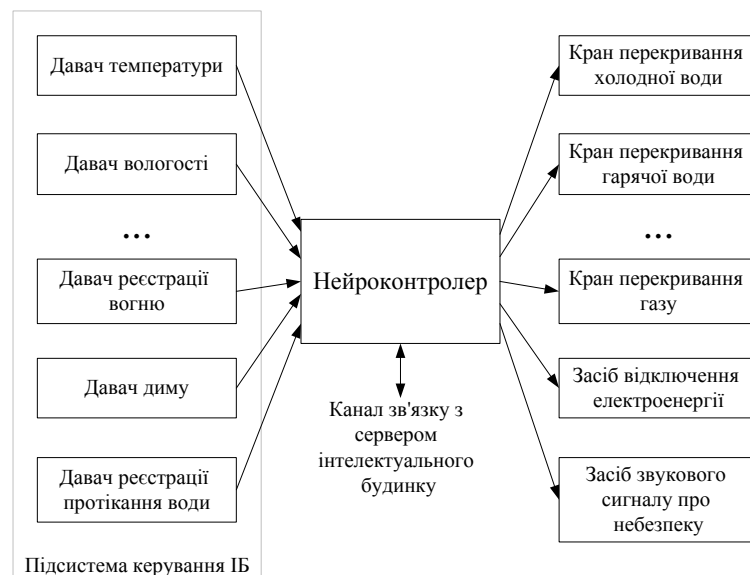 Давач температури
Давач вологості
...
Давач реєстрації
вогню
Давач диму
Давач реєстрації
протікання води
Підсистема керування ІБ
Нейроконтролер
Канал зв'язку з
сервером
інтелектуального
будинку
Кран перекривання
холодної води
Кран перекривання
гарячої води
...
Кран перекривання
газу
Засіб відключення
електроенергії
Засіб звукового
сигналу про
небезпеку